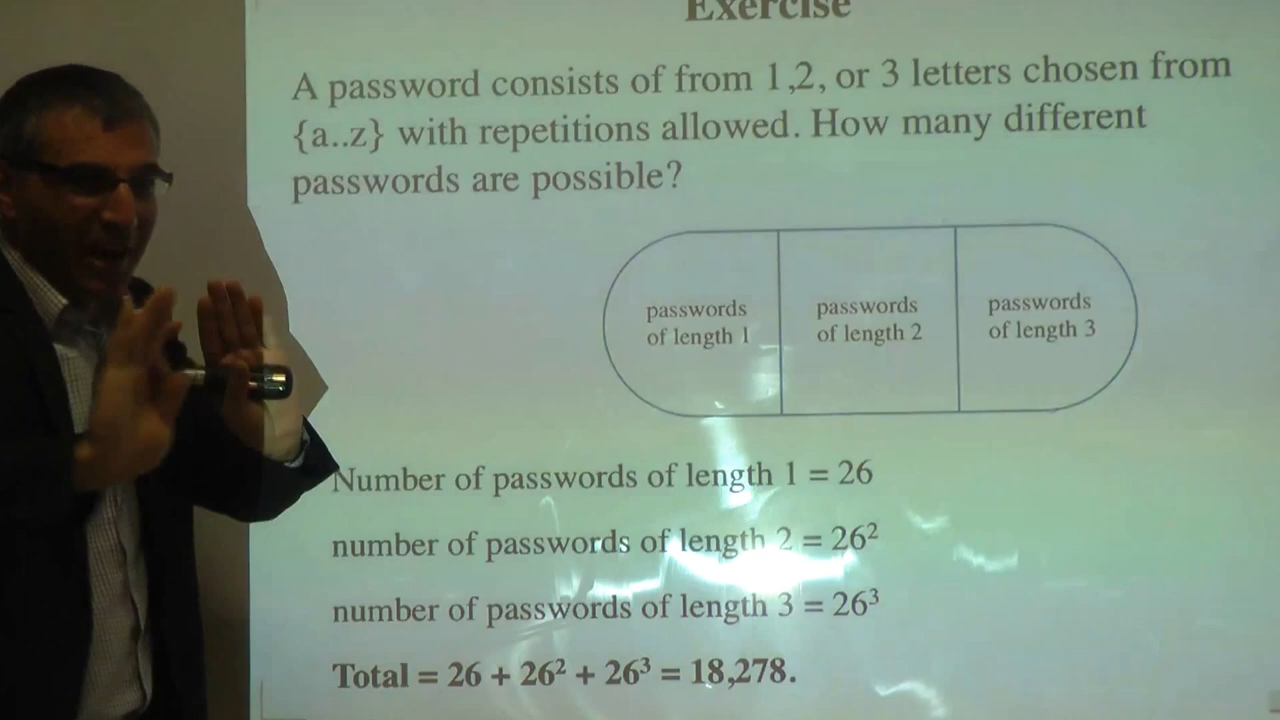 Exercise
A password consists of from 1,2, or 3 letters chosen from
{a..z} with repetitions allowed. How many different
passwords are possible?
passwords
of length 1
passwords
of length 2
passwords
of length 3
Number of passwords of length 1 = 26
number of passwords of length 2 = 26²
number of passwords of length 3 = 26³
Total = 26 + 26² + 26³ = 18,278.